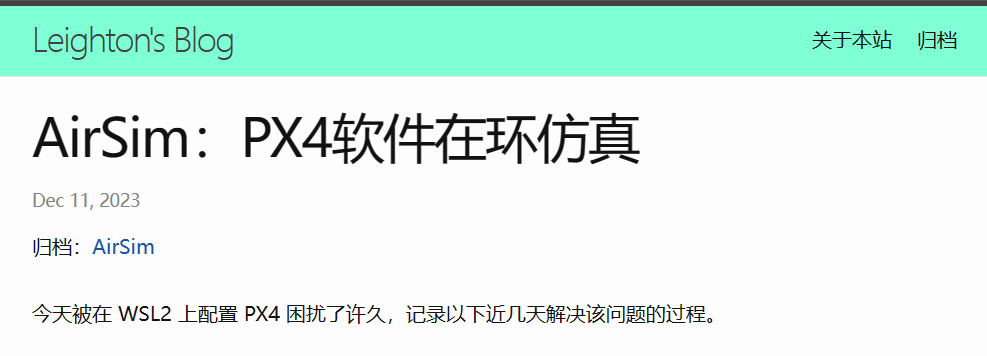 Leighton's Blog
关于本站 归档
AirSim：PX4软件在环仿真
Dec 11, 2023
归档：AirSim
今天被在 WSL2 上配置 PX4 困扰了许久，记录以下近几天解决该问题的过程。